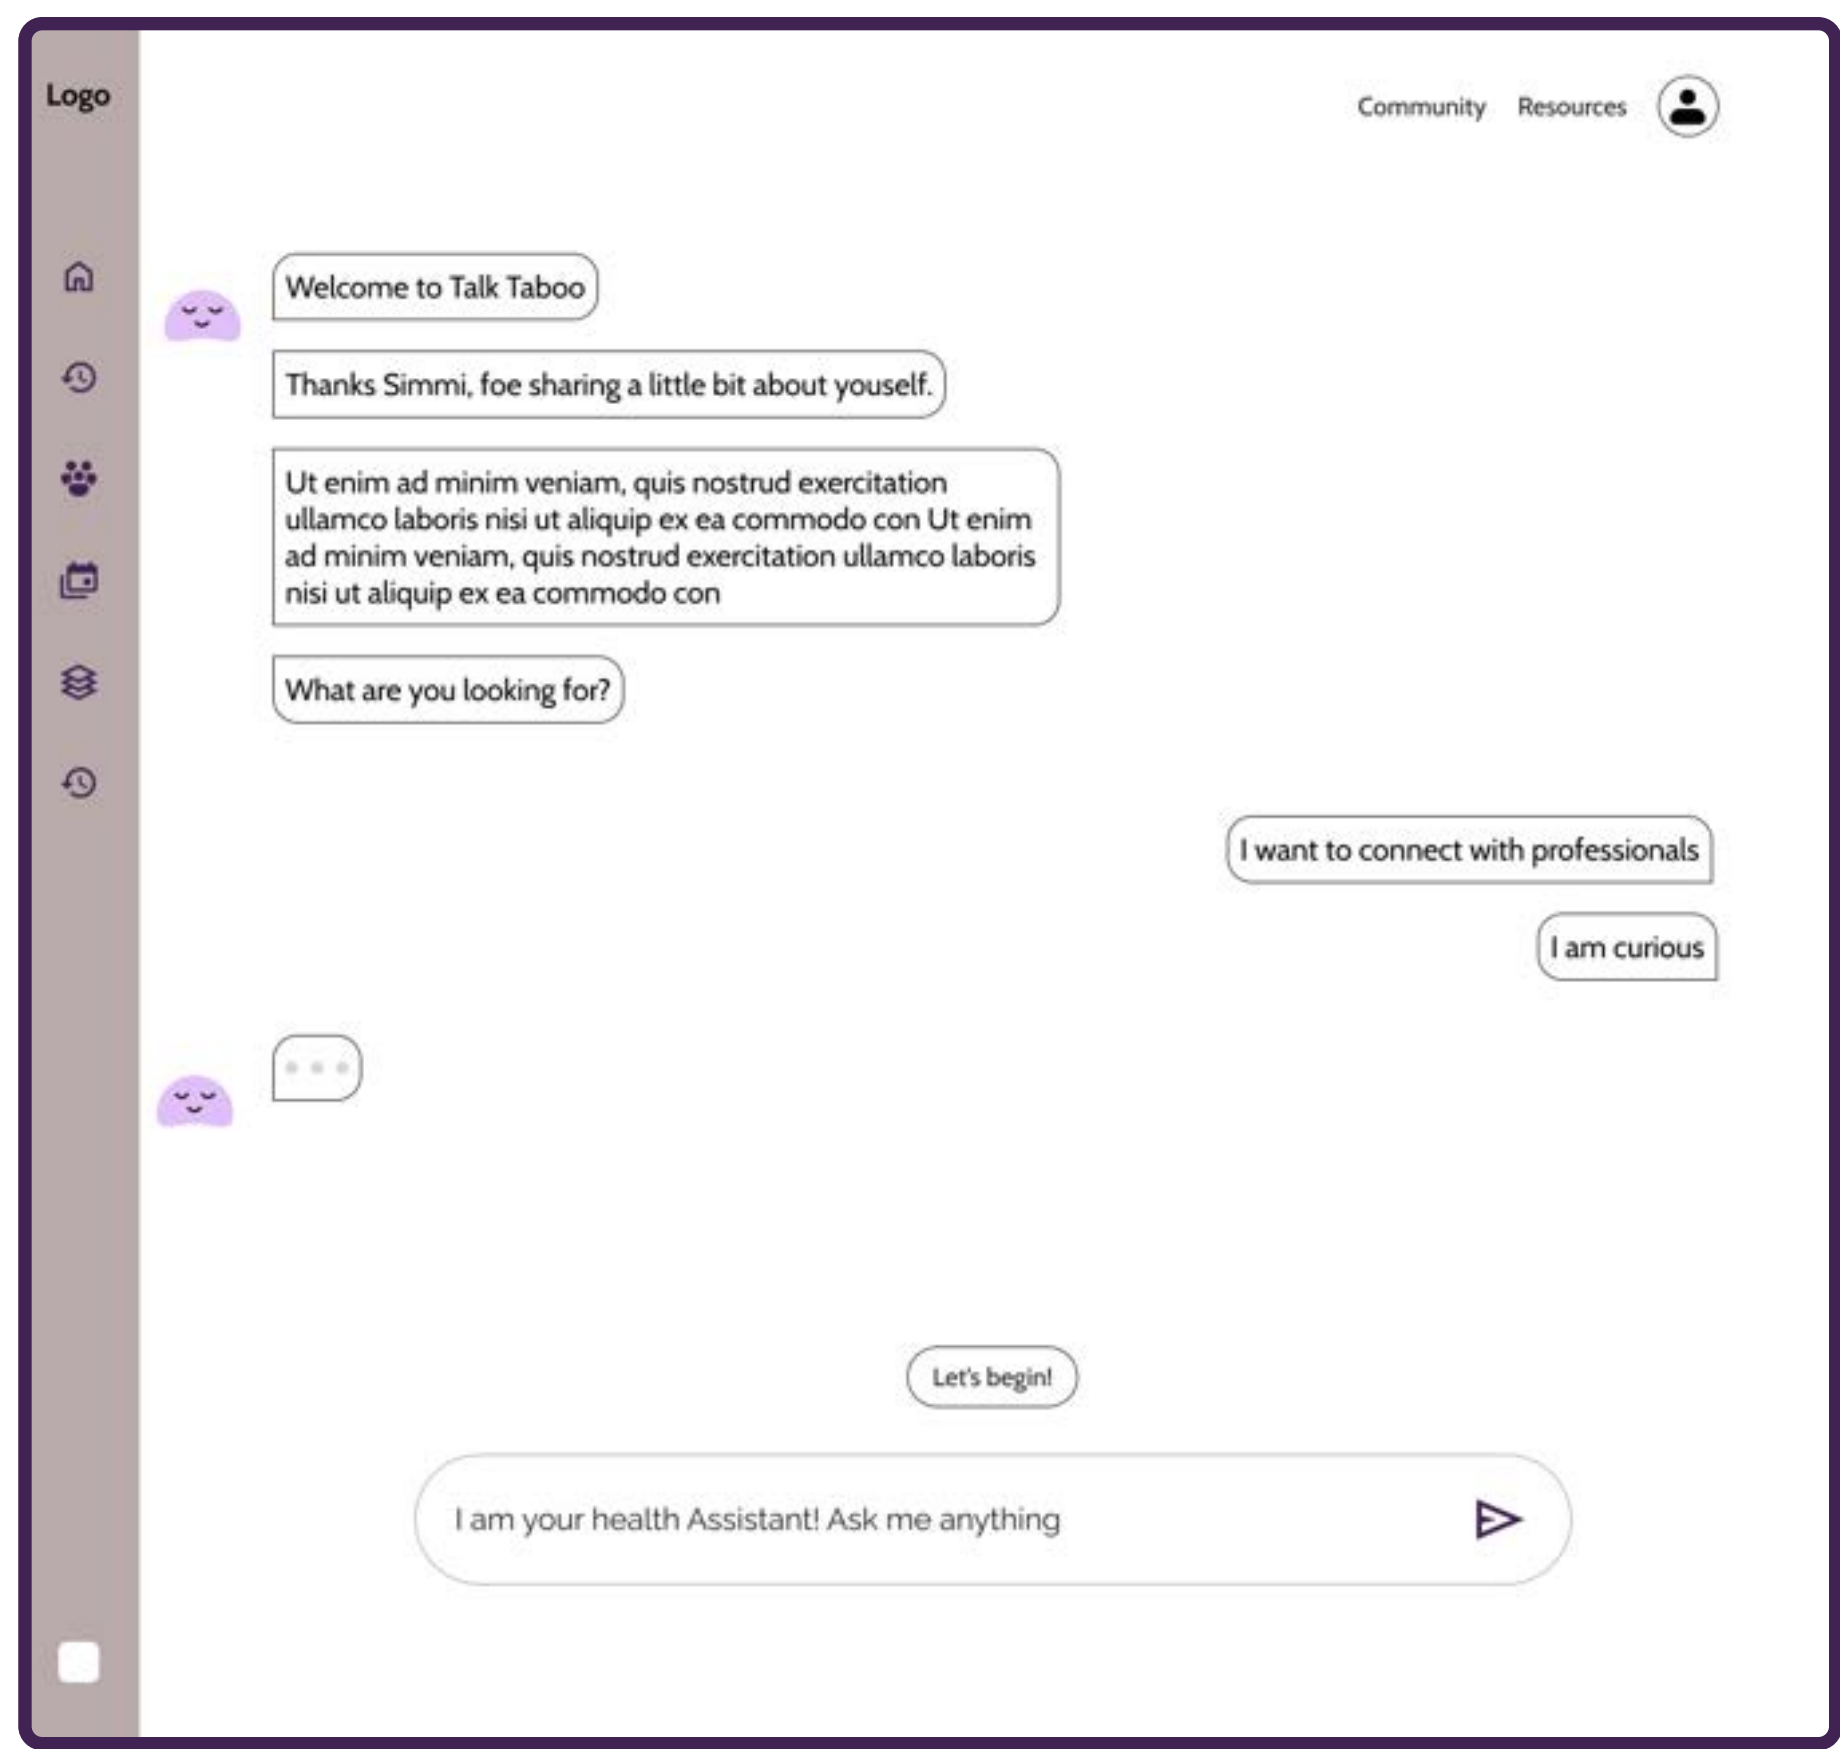 Logo
Community Resources
Welcome to Talk Taboo
Thanks Simmi, foe sharing a little bit about youself.
Ut enim ad minim veniam, quis nostrud exercitation
ullamco laboris nisi ut aliquip ex ea commodo con Ut enim
ad minim veniam, quis nostrud exercitation ullamco laboris
nisi ut aliquip ex ea commodo con
What are you looking for?
I want to connect with professionals
I am curious
Let's begin!
I am your health Assistant! Ask me anything